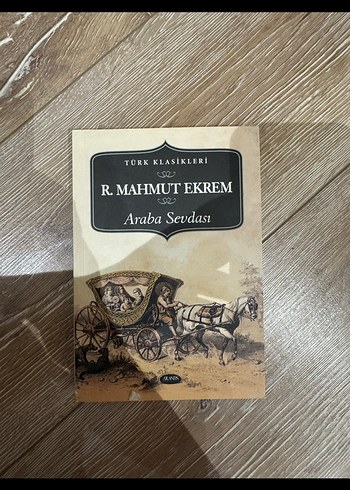 TÜRK KLASİKLERİ
R. MAHMUT EKREM
Araba Sevdası